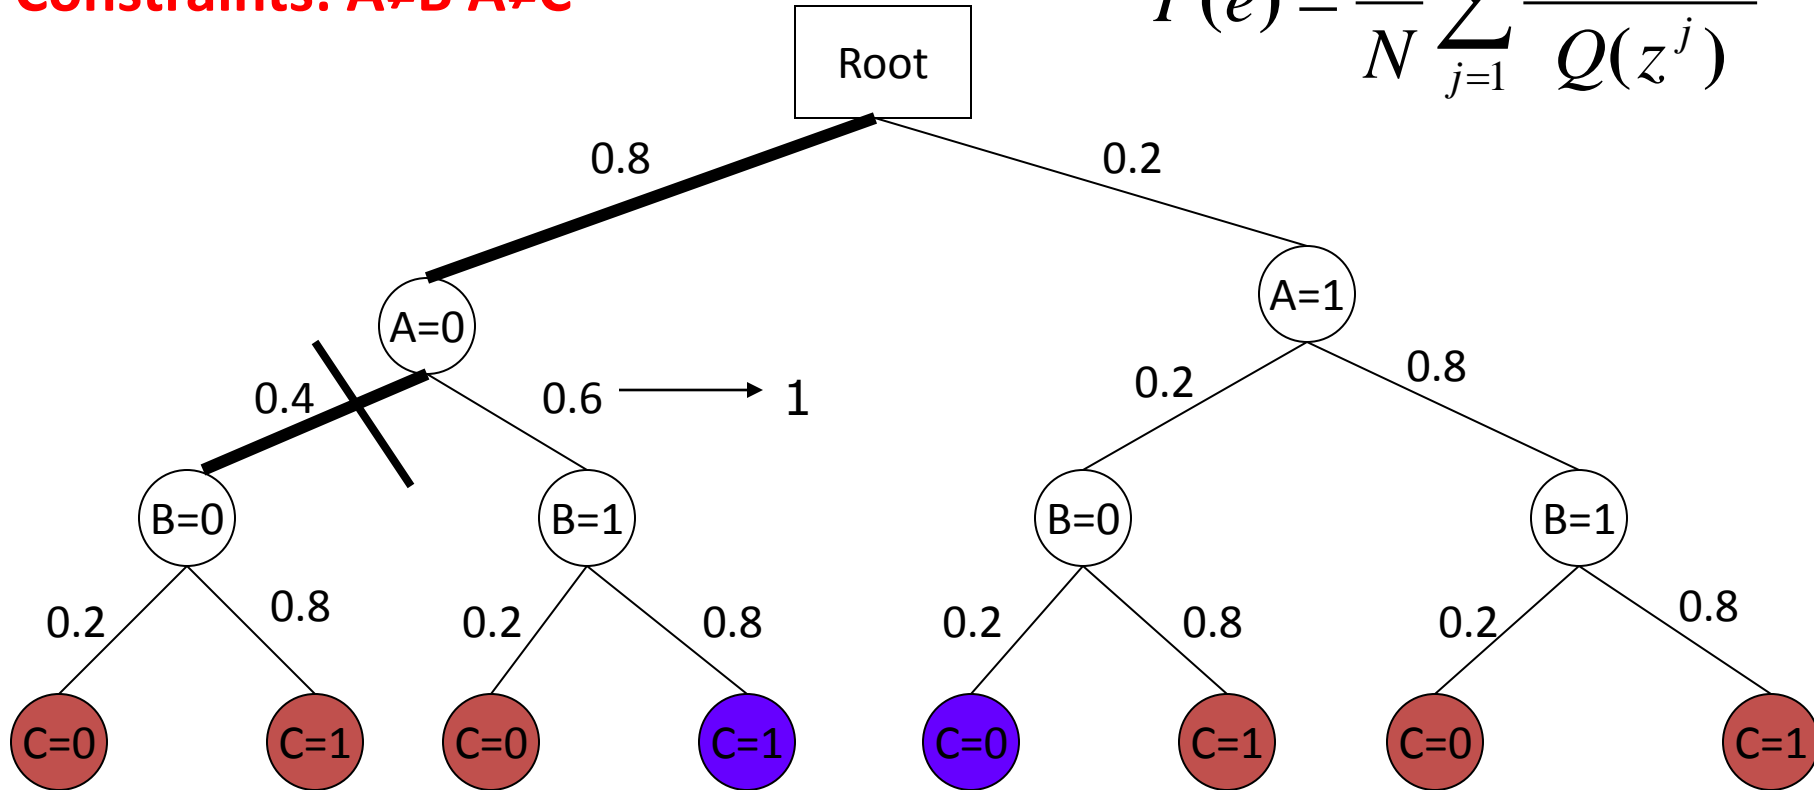 Constraints: A≠B A≠C
P(e) = — N ∑ j=1 Q(z^j)
Root
0.8 0.2
A=0 A=1
0.4 0.6 1 0.2 0.8
B=0 B=1 B=0 B=1
0.2 0.8 0.2 0.8 0.2 0.8 0.2 0.8
C=0 C=1 C=0 C=1 C=0 C=1 C=0 C=1